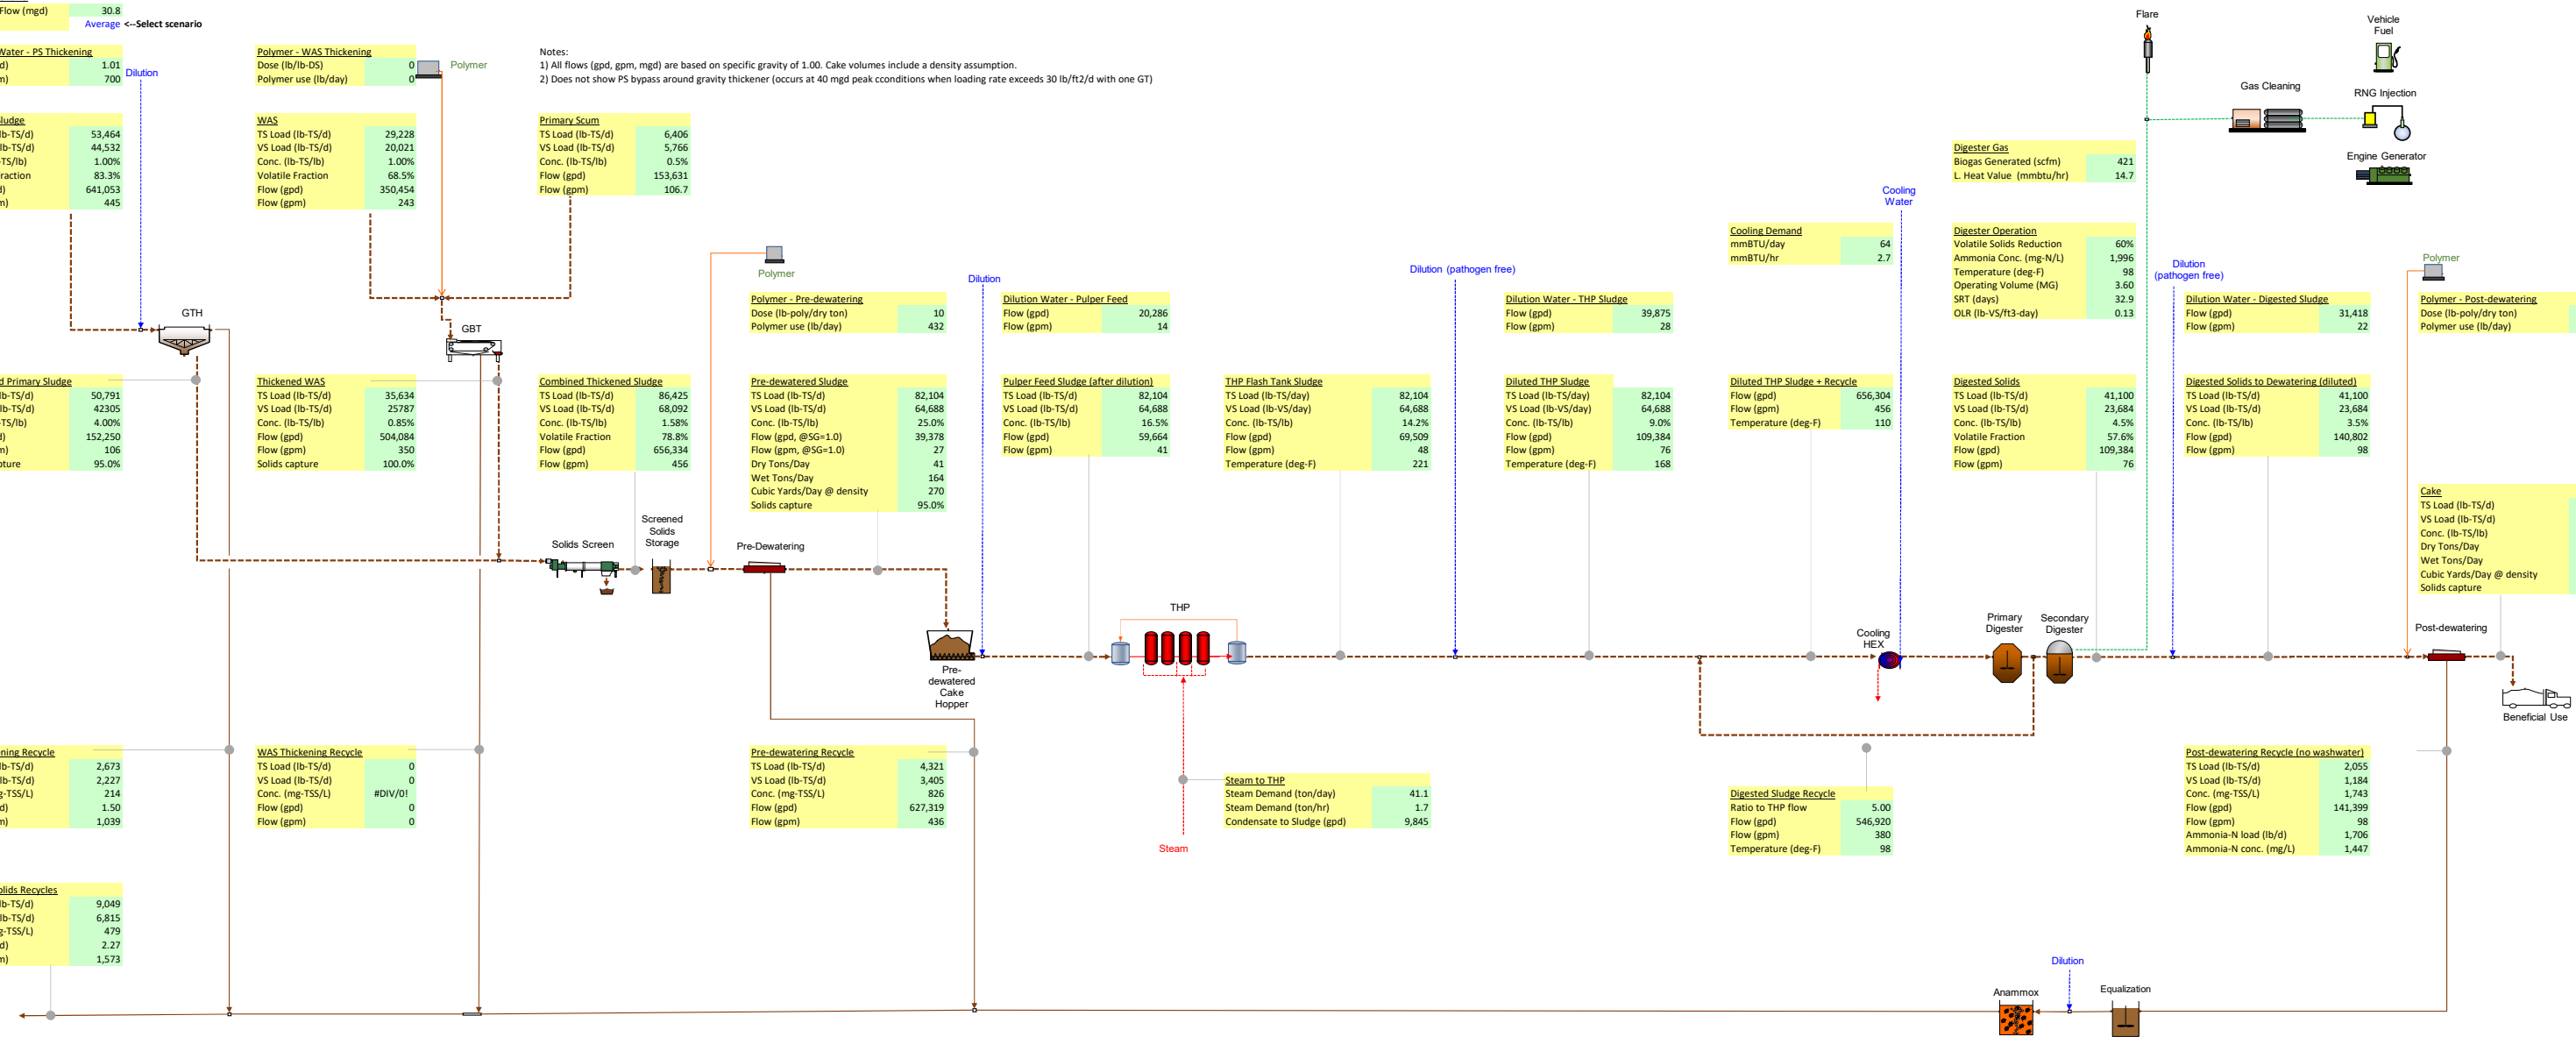 Flow (mgd) 30.8
Average <--Select scenario
Flare
Vehicle
Fuel
Water - PS Thickening
d) 1.01
m) 700
Dilution
Polymer - WAS Thickening
Dose (lb/lb-DS) 0
Polymer use (lb/day) 0
Polymer
Notes:
1) All flows (gpd, gpm, mgd) are based on specific gravity of 1.00. Cake volumes include a density assumption.
2) Does not show PS bypass around gravity thickener (occurs at 40 mgd peak cconditions when loading rate exceeds 30 lb/ft2/d with one GT)
Gas Cleaning
RNG Injection
Engine Generator
ludge
lb-TS/d) 53,464
lb-TS/d) 44,532
-TS/lb) 1.00%
raction 83.3%
d) 641,053
m) 445
WAS
TS Load (lb-TS/d) 29,228
VS Load (lb-TS/d) 20,021
Conc. (lb-TS/lb) 1.00%
Volatile Fraction 68.5%
Flow (gpd) 350,454
Flow (gpm) 243
Primary Scum
TS Load (lb-TS/d) 6,406
VS Load (lb-TS/d) 5,766
Conc. (lb-TS/lb) 0.5%
Flow (gpd) 153,631
Flow (gpm) 106.7
Digester Gas
Biogas Generated (scfm) 421
L. Heat Value (mmbtu/hr) 14.7
Cooling
Water
Cooling Demand
mmBTU/day 64
mmBTU/hr 2.7
Digester Operation
Volatile Solids Reduction 60%
Ammonia Conc. (mg-N/L) 1,996
Temperature (deg-F) 98
Operating Volume (MG) 3.60
SRT (days) 32.9
OLR (lb-VS/ft3-day) 0.13
GTH
GBT
Polymer
Polymer - Pre-dewatering
Dose (lb-poly/dry ton) 10
Polymer use (lb/day) 432
Dilution
Dilution Water - Pulper Feed
Flow (gpd) 20,286
Flow (gpm) 14
Dilution (pathogen free)
Dilution Water - THP Sludge
Flow (gpd) 39,875
Flow (gpm) 28
Dilution
(pathogen free)
Dilution Water - Digested Sludge
Flow (gpd) 31,418
Flow (gpm) 22
Polymer
Polymer - Post-dewatering
Dose (lb-poly/dry ton)
Polymer use (lb/day)
d Primary Sludge
lb-TS/d) 50,791
lb-TS/d) 42305
-TS/lb) 4.00%
d) 152,250
m) 106
pture 95.0%
Thickened WAS
TS Load (lb-TS/d) 35,634
VS Load (lb-TS/d) 25787
Conc. (lb-TS/lb) 0.85%
Flow (gpd) 504,084
Flow (gpm) 350
Solids capture 100.0%
Combined Thickened Sludge
TS Load (lb-TS/d) 86,425
VS Load (lb-TS/d) 68,092
Conc. (lb-TS/lb) 1.58%
Volatile Fraction 78.8%
Flow (gpd) 656,334
Flow (gpm) 456
Pre-dewatered Sludge
TS Load (lb-TS/d) 82,104
VS Load (lb-TS/d) 64,688
Conc. (lb-TS/lb) 25.0%
Flow (gpd, @SG=1.0) 39,378
Flow (gpm, @SG=1.0) 27
Dry Tons/Day 41
Wet Tons/Day 164
Cubic Yards/Day @ density 270
Solids capture 95.0%
Pulper Feed Sludge (after dilution)
TS Load (lb-TS/d) 82,104
VS Load (lb-TS/d) 64,688
Conc. (lb-TS/lb) 16.5%
Flow (gpd) 59,664
Flow (gpm) 41
THP Flash Tank Sludge
TS Load (lb-TS/day) 82,104
VS Load (lb-VS/day) 64,688
Conc. (lb-TS/lb) 14.2%
Flow (gpd) 69,509
Flow (gpm) 48
Temperature (deg-F) 221
Diluted THP Sludge
TS Load (lb-TS/day) 82,104
VS Load (lb-VS/day) 64,688
Conc. (lb-TS/lb) 9.0%
Flow (gpd) 109,384
Flow (gpm) 76
Temperature (deg-F) 168
Diluted THP Sludge + Recycle
Flow (gpd) 656,304
Flow (gpm) 456
Temperature (deg-F) 110
Digested Solids
TS Load (lb-TS/d) 41,100
VS Load (lb-TS/d) 23,684
Conc. (lb-TS/lb) 4.5%
Volatile Fraction 57.6%
Flow (gpd) 109,384
Flow (gpm) 76
Digested Solids to Dewatering (diluted)
TS Load (lb-TS/d) 41,100
VS Load (lb-TS/d) 23,684
Conc. (lb-TS/lb) 3.5%
Flow (gpd) 140,802
Flow (gpm) 98
Cake
TS Load (lb-TS/d)
VS Load (lb-TS/d)
Conc. (lb-TS/lb)
Dry Tons/Day
Wet Tons/Day
Cubic Yards/Day @ density
Solids capture
Solids Screen
Screened
Solids
Storage
Pre-Dewatering
Pre-
dewatered
Cake
Hopper
THP
Cooling
HEX
Primary
Digester
Secondary
Digester
Post-dewatering
Beneficial Use
ening Recycle
lb-TS/d) 2,673
lb-TS/d) 2,227
g-TSS/L) 214
d) 1.50
m) 1,039
WAS Thickening Recycle
TS Load (lb-TS/d) 0
VS Load (lb-TS/d) 0
Conc. (mg-TSS/L) #DIV/0!
Flow (gpd) 0
Flow (gpm) 0
Pre-dewatering Recycle
TS Load (lb-TS/d) 4,321
VS Load (lb-TS/d) 3,405
Conc. (mg-TSS/L) 826
Flow (gpd) 627,319
Flow (gpm) 436
Steam to THP
Steam Demand (ton/day) 41.1
Steam Demand (ton/hr) 1.7
Condensate to Sludge (gpd) 9,845
Steam
Digested Sludge Recycle
Ratio to THP flow 5.00
Flow (gpd) 546,920
Flow (gpm) 380
Temperature (deg-F) 98
Post-dewatering Recycle (no washwater)
TS Load (lb-TS/d) 2,055
VS Load (lb-TS/d) 1,184
Conc. (mg-TSS/L) 1,743
Flow (gpd) 141,399
Flow (gpm) 98
Ammonia-N load (lb/d) 1,706
Ammonia-N conc. (mg/L) 1,447
olids Recycles
lb-TS/d) 9,049
lb-TS/d) 6,815
g-TSS/L) 479
d) 2.27
m) 1,573
Dilution
Anammox
Equalization